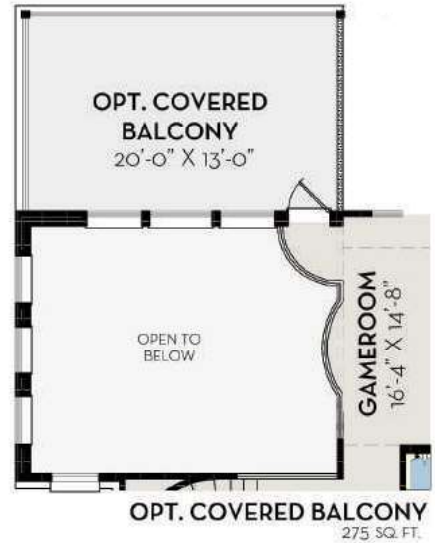 OPT. COVERED
BALCONY
20'-0" X 13'-0"
OPEN TO
BELOW
GAMEROOM
16'-4" X 14'-8"
OPT. COVERED BALCONY
275 SQ. FT.